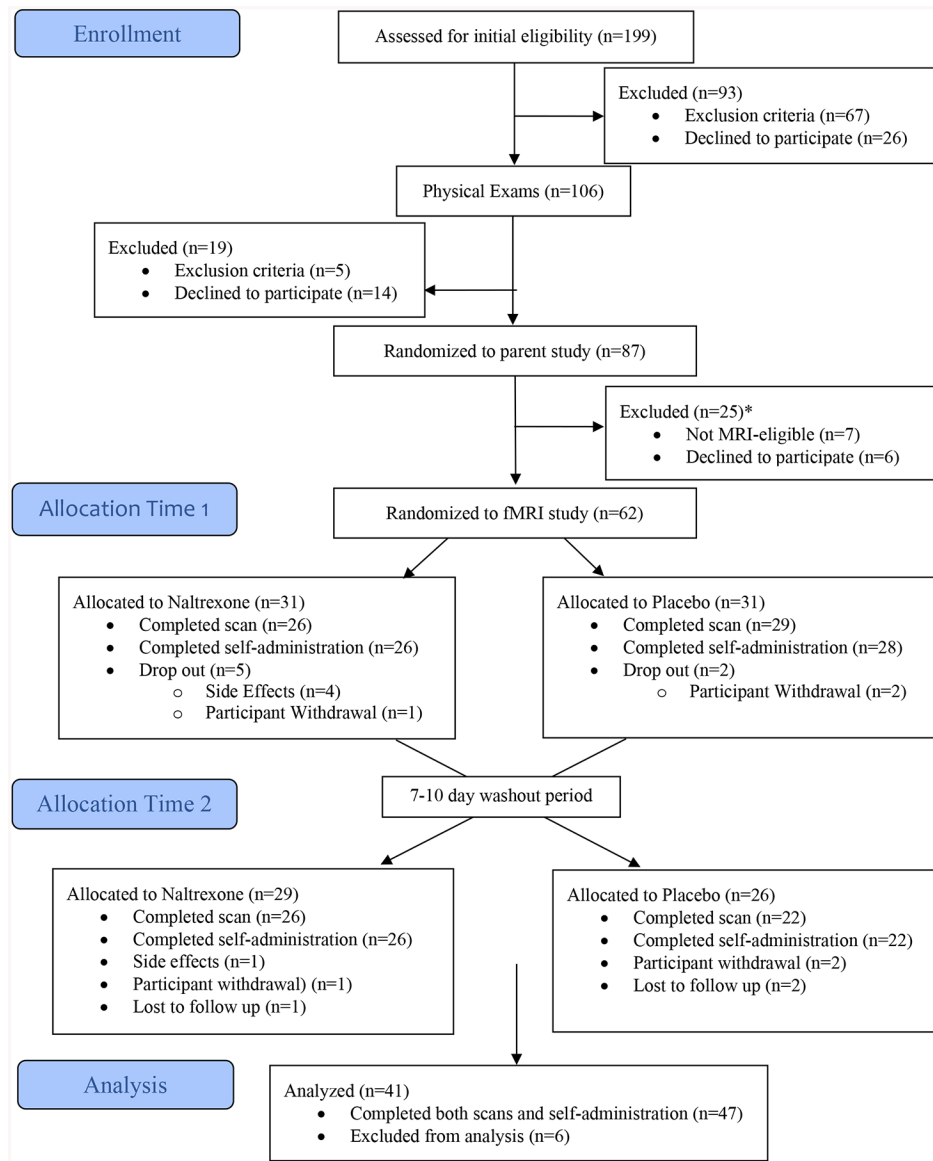 Enrollment
Assessed for initial eligibility (n=199)
Excluded (n=93)
• Exclusion criteria (n=67)
• Declined to participate (n=26)
Physical Exams (n=106)
Excluded (n=19)
• Exclusion criteria (n=5)
• Declined to participate (n=14)
Randomized to parent study (n=87)
Excluded (n=25)*
• Not MRI-eligible (n=7)
• Declined to participate (n=6)
Allocation Time 1
Randomized to fMRI study (n=62)
Allocated to Naltrexone (n=31)
• Completed scan (n=26)
• Completed self-administration (n=26)
• Drop out (n=5)
o Side Effects (n=4)
o Participant Withdrawal (n=1)
Allocated to Placebo (n=31)
• Completed scan (n=29)
• Completed self-administration (n=28)
• Drop out (n=2)
o Participant Withdrawal (n=2)
Allocation Time 2
7-10 day washout period
Allocated to Naltrexone (n=29)
• Completed scan (n=26)
• Completed self-administration (n=26)
• Side effects (n=1)
• Participant withdrawal) (n=1)
• Lost to follow up (n=1)
Allocated to Placebo (n=26)
• Completed scan (n=22)
• Completed self-administration (n=22)
• Participant withdrawal (n=2)
• Lost to follow up (n=2)
Analysis
Analyzed (n=41)
• Completed both scans and self-administration (n=47)
• Excluded from analysis (n=6)